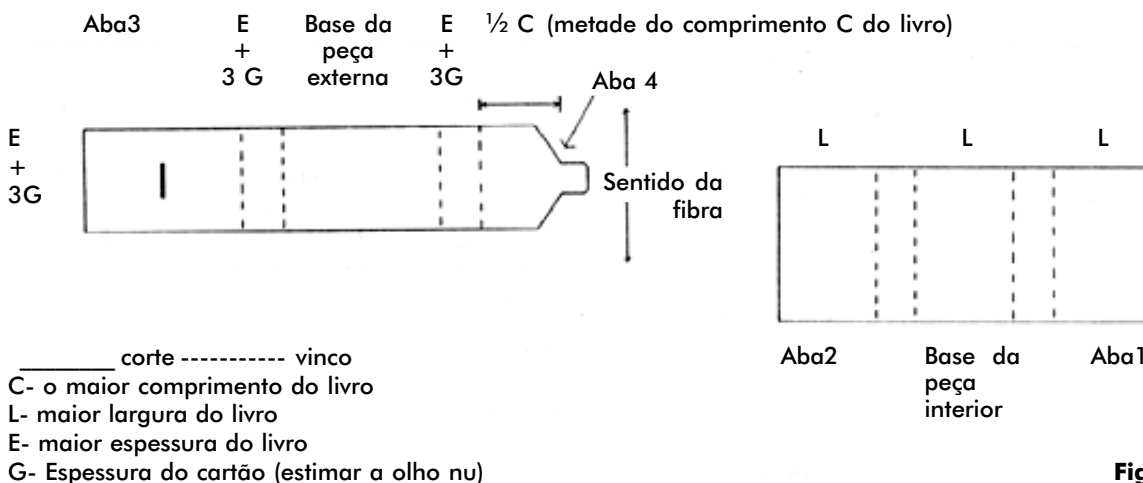 Aba3 E Base da E ½ C (metade do comprimento C do livro)
+ peça +
3 G externa 3G
Aba 4
E
+
3G
L L L
Sentido da
fibra
Aba2 Base da Aba1
peça
interior
________ corte ----------- vinco
C- o maior comprimento do livro
L- maior largura do livro
E- maior espessura do livro
G- Espessura do cartão (estimar a olho nu)
Fig